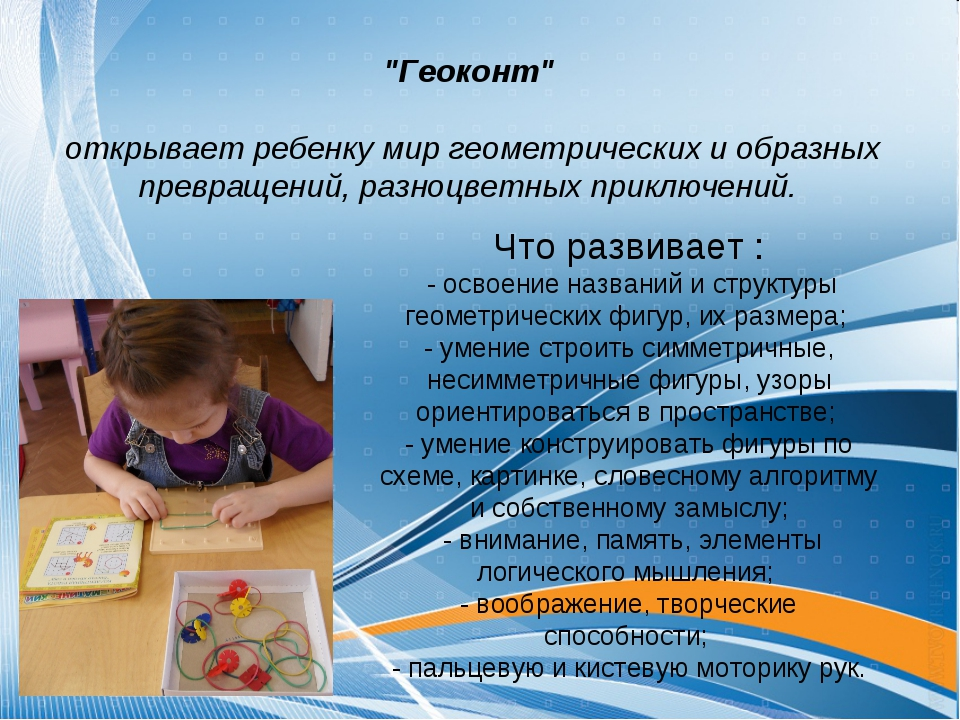 "Геоконт"
открывает ребенку мир геометрических и образных
превращений, разноцветных приключений.
Что развивает :
- освоение названий и структуры
геометрических фигур, их размера;
- умение строить симметричные,
несимметричные фигуры, узоры
ориентироваться в пространстве;
- умение конструировать фигуры по
схеме, картинке, словесному алгоритму
и собственному замыслу;
- внимание, память, элементы
логического мышления;
- воображение, творческие
способности;
- пальцевую и кистевую моторику рук.